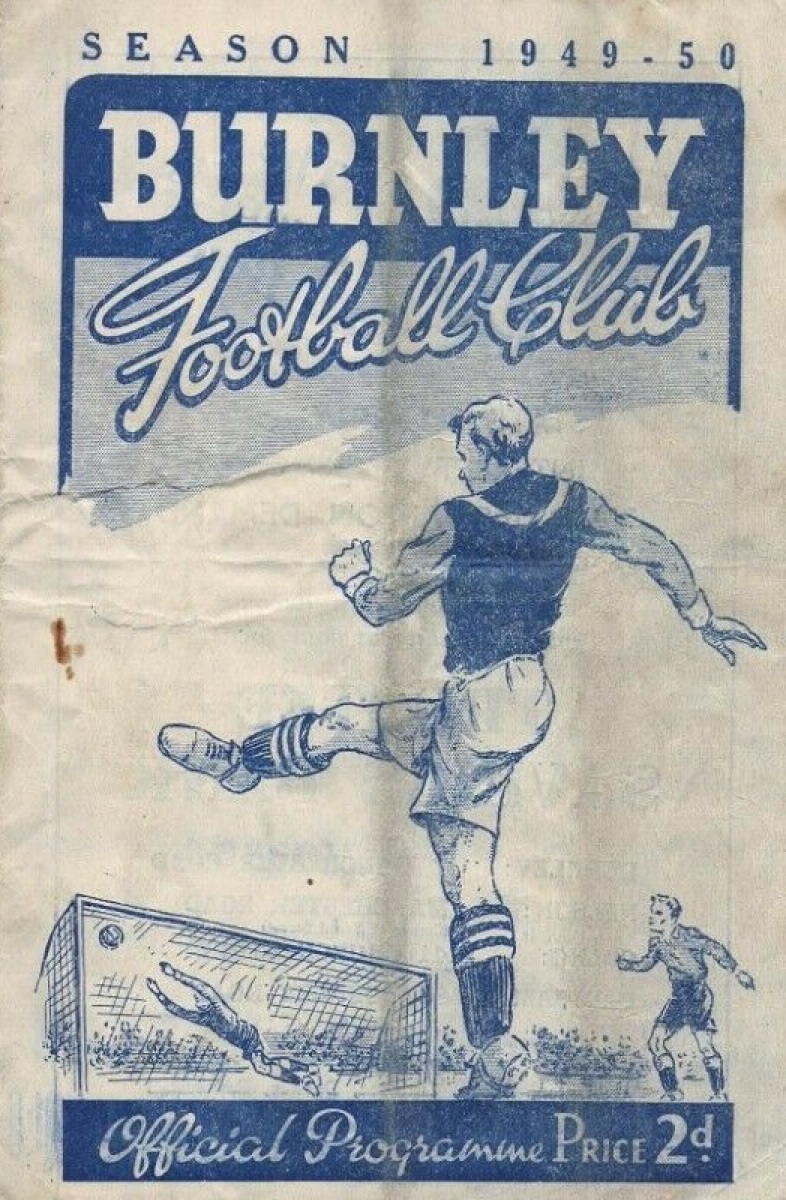 SEASON 1949-50
BURNLEY
Football Club
Official Programme PRICE 2d.